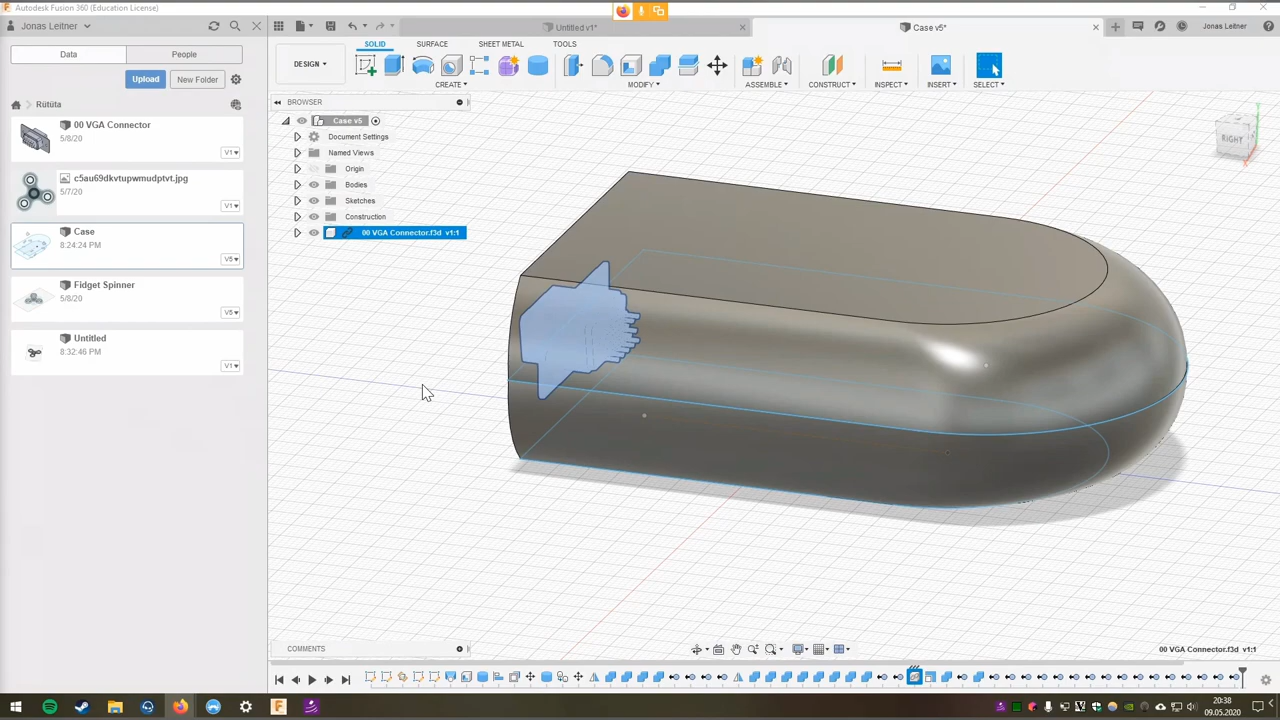 Autodesk Fusion 360 (Education License)
Jonas Leitner
Untitled v1*
Case v5*
Jonas Leitner
Data
People
SOLID
SURFACE
SHEET METAL
TOOLS
DESIGN
Upload
New Folder
CREATE
MODIFY
ASSEMBLE
CONSTRUCT
INSPECT
INSERT
SELECT
Rütüta
BROWSER
00 VGA Connector
5/8/20
V1
Case v5
Document Settings
Named Views
Origin
Bodies
Sketches
Construction
00 VGA Connector.f3d v1:1
RIGHT
c5au69dkvtupwmudptvt.jpg
5/7/20
V1
Case
8:24:24 PM
V5
Fidget Spinner
5/8/20
V5
Untitled
8:32:46 PM
V1
COMMENTS
00 VGA Connector.f3d v1:1
20:38
09.05.2020